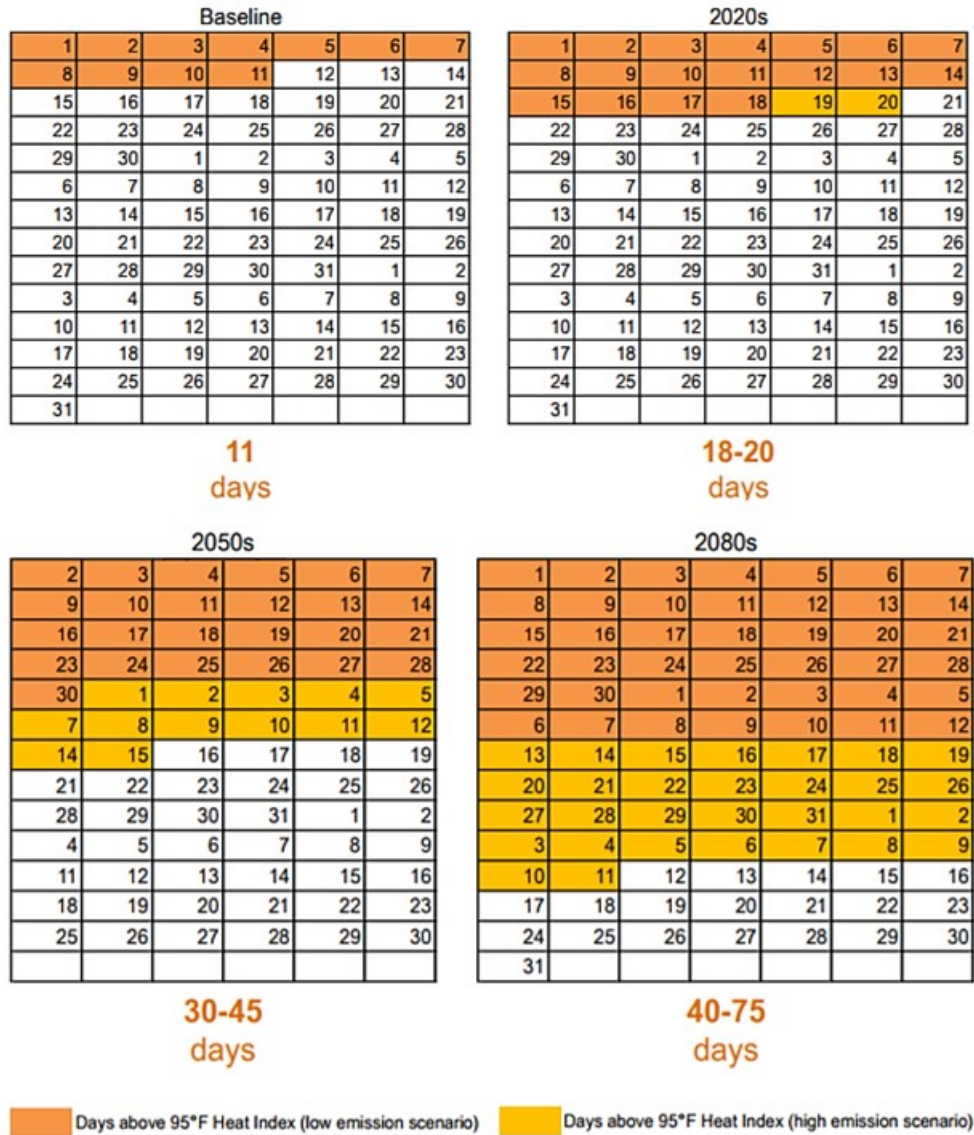 Baseline
1 2 3 4 5 6 7
8 9 10 11 12 13 14
15 16 17 18 19 20 21
22 23 24 25 26 27 28
29 30 1 2 3 4 5
6 7 8 9 10 11 12
13 14 15 16 17 18 19
20 21 22 23 24 25 26
27 28 29 30 31 1 2
3 4 5 6 7 8 9
10 11 12 13 14 15 16
17 18 19 20 21 22 23
24 25 26 27 28 29 30
31
11
days
2020s
1 2 3 4 5 6 7
8 9 10 11 12 13 14
15 16 17 18 19 20 21
22 23 24 25 26 27 28
29 30 1 2 3 4 5
6 7 8 9 10 11 12
13 14 15 16 17 18 19
20 21 22 23 24 25 26
27 28 29 30 31 1 2
3 4 5 6 7 8 9
10 11 12 13 14 15 16
17 18 19 20 21 22 23
24 25 26 27 28 29 30
31
18-20
days
2050s
2 3 4 5 6 7
9 10 11 12 13 14
16 17 18 19 20 21
23 24 25 26 27 28
30 1 2 3 4 5
7 8 9 10 11 12
14 15 16 17 18 19
21 22 23 24 25 26
28 29 30 31 1 2
4 5 6 7 8 9
11 12 13 14 15 16
18 19 20 21 22 23
25 26 27 28 29 30
30-45
days
2080s
1 2 3 4 5 6 7
8 9 10 11 12 13 14
15 16 17 18 19 20 21
22 23 24 25 26 27 28
29 30 1 2 3 4 5
6 7 8 9 10 11 12
13 14 15 16 17 18 19
20 21 22 23 24 25 26
27 28 29 30 31 1 2
3 4 5 6 7 8 9
10 11 12 13 14 15 16
17 18 19 20 21 22 23
24 25 26 27 28 29 30
31
40-75
days
Days above 95°F Heat Index (low emission scenario)
Days above 95°F Heat Index (high emission scenario)